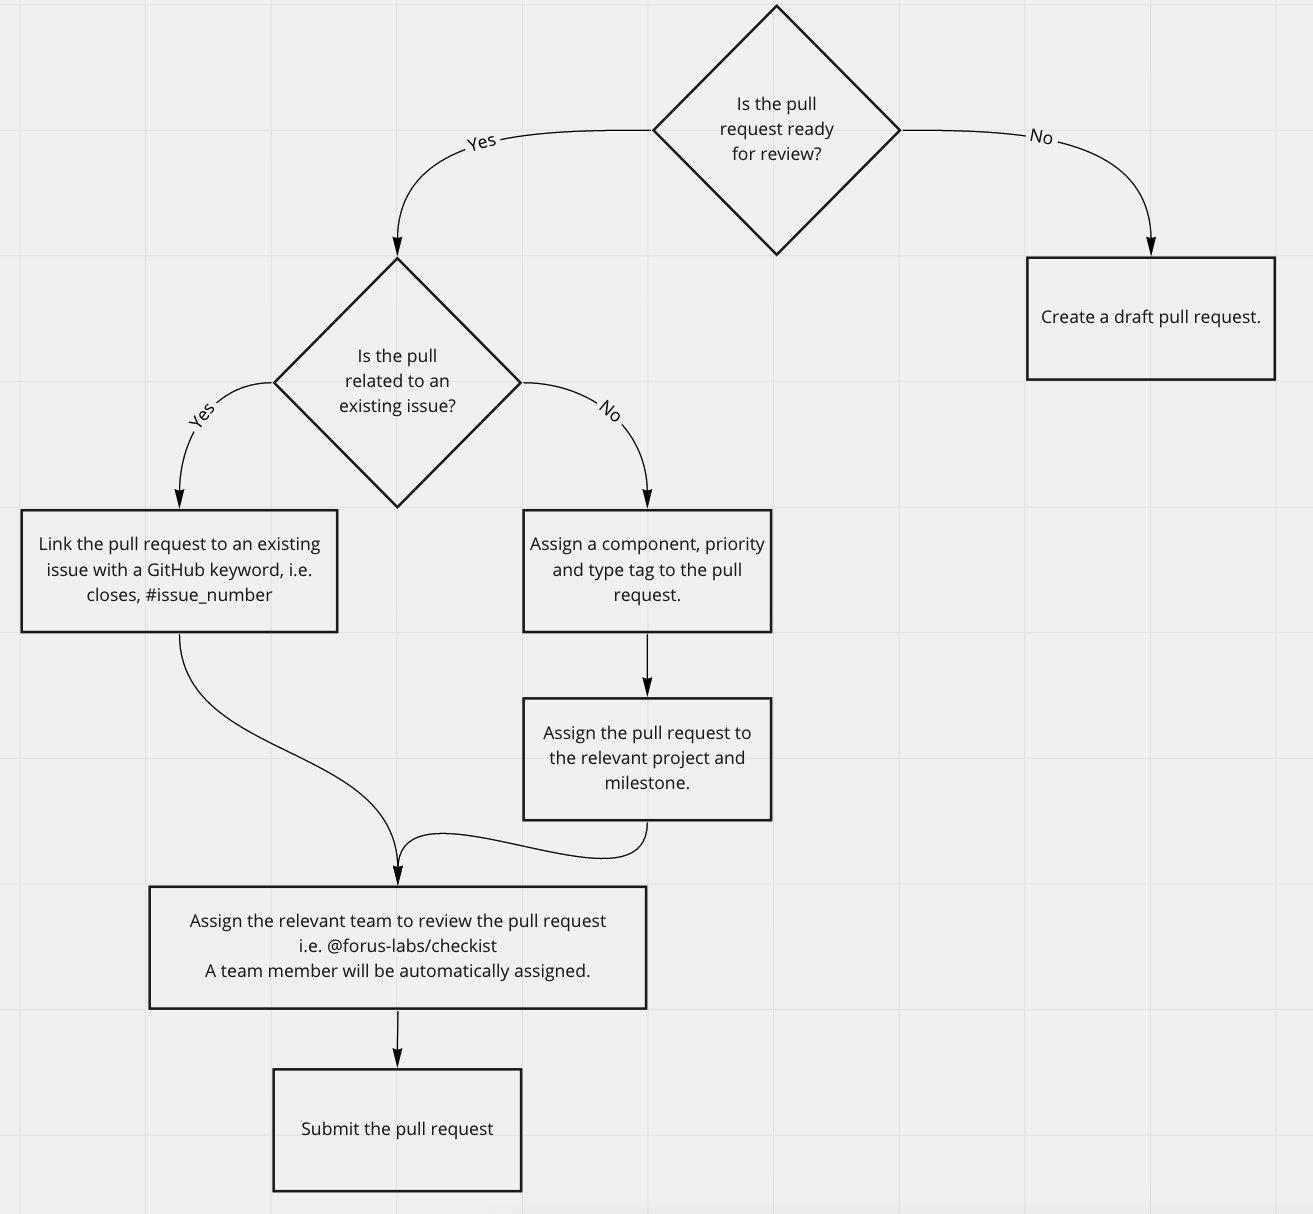 Is the pull
request ready
for review?
Yes
No
Create a draft pull request.
Is the pull
related to an
existing issue?
Yes
No
Link the pull request to an existing
issue with a GitHub keyword, i.e.
closes, #issue_number
Assign a component, priority
and type tag to the pull
request.
Assign the pull request to
the relevant project and
milestone.
Assign the relevant team to review the pull request
i.e. @forus-labs/checkist
A team member will be automatically assigned.
Submit the pull request